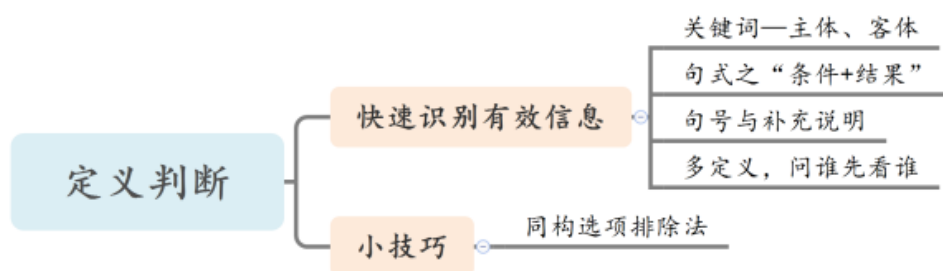 定义判断
快速识别有效信息
关键词—主体、客体
句式之“条件+结果”
句号与补充说明
多定义，问谁先看谁
小技巧
同构选项排除法